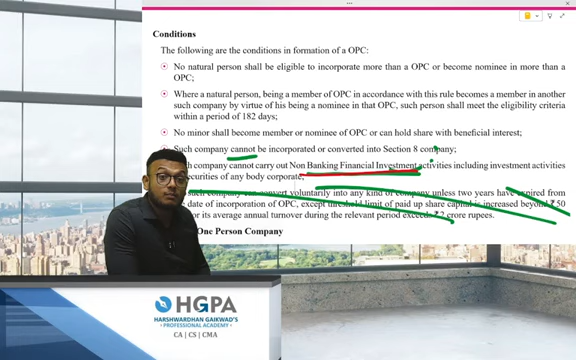 Conditions
The following are the conditions in formation of a OPC:
No natural person shall be eligible to incorporate more than a OPC or become nominee in more than a
OPC;
Where a natural person, being a member of OPC in accordance with this rule becomes a member in another
such company by virtue of his being a nominee in that OPC, such person shall meet the eligibility criteria
within a period of 182 days;
No minor shall become member or nominee of OPC or can hold share with beneficial interest;
Such company cannot be incorporated or converted into Section 8 company;
company cannot carry out Non Banking Financial Investment activities including investment activities
securities of any body corporate;
such company can convert voluntarily into any kind of company unless two years have expired from
date of incorporation of OPC, except threshold limit of paid up share capital is increased beyond ₹ 50
or its average annual turnover during the relevant period exceeds ₹ 2 crore rupees.
One Person Company
HGPA
HARSHWARDHAN GAIKWAD'S
PROFESSIONAL ACADEMY
CA | CS | CMA